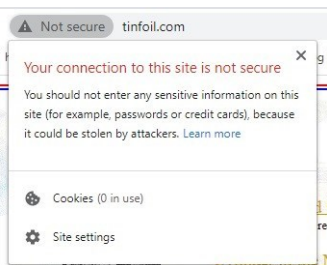 Not secure tinfoil.com
Your connection to this site is not secure
You should not enter any sensitive information on this
site (for example, passwords or credit cards), because
it could be stolen by attackers. Learn more
Cookies (0 in use)
Site settings